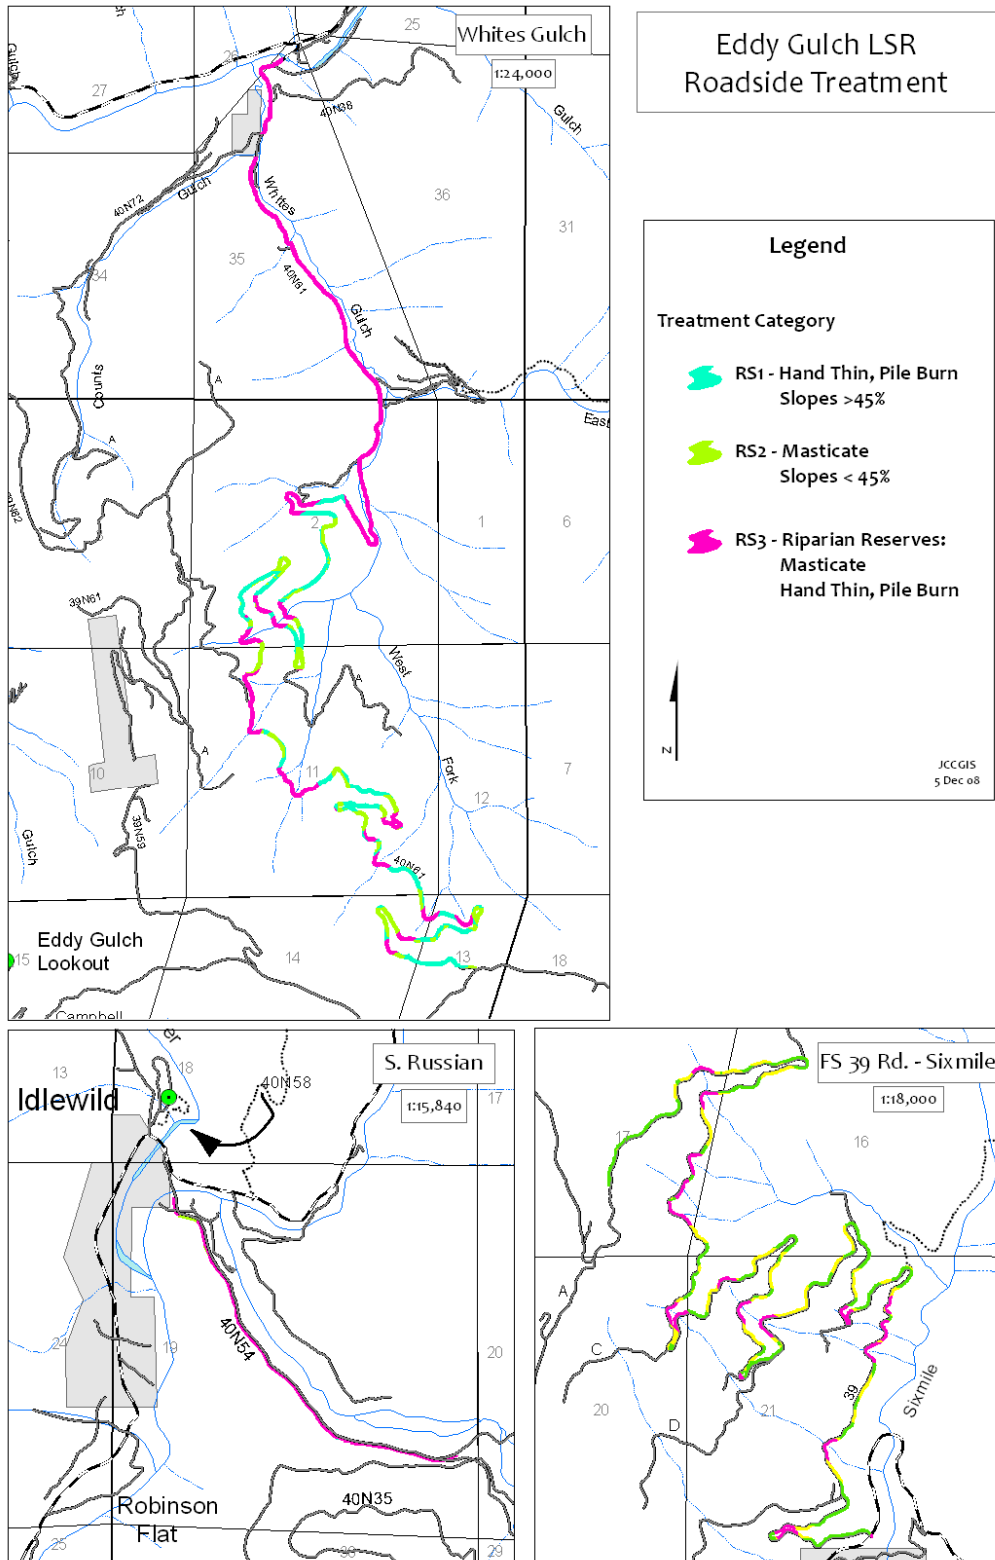 Eddy Gulch LSR
Roadside Treatment
Legend
Treatment Category
RS1 - Hand Thin, Pile Burn
Slopes >45%
RS2 - Masticate
Slopes < 45%
RS3 - Riparian Reserves:
Masticate
Hand Thin, Pile Burn
N
JCCGIS
5 Dec 08
Whites Gulch
1:24,000
25
26
27
40N38
Gulch
Gulch
40N72
Whites
36
31
35
34
40N61
Gulch
Counts
A
A
East
2
1
6
39N61
West
A
A
Fork
7
10
11
12
39N59
Gulch
40N61
Eddy Gulch
Lookout
15
14
13
18
Campbell
S. Russian
1:15,840
13
18
17
40N58
Idlewild
40N54
24
19
20
Robinson
Flat
40N35
25
30
29
FS 39 Rd. - Sixmile
1:18,000
17
16
A
C
D
20
21
39
Sixmile